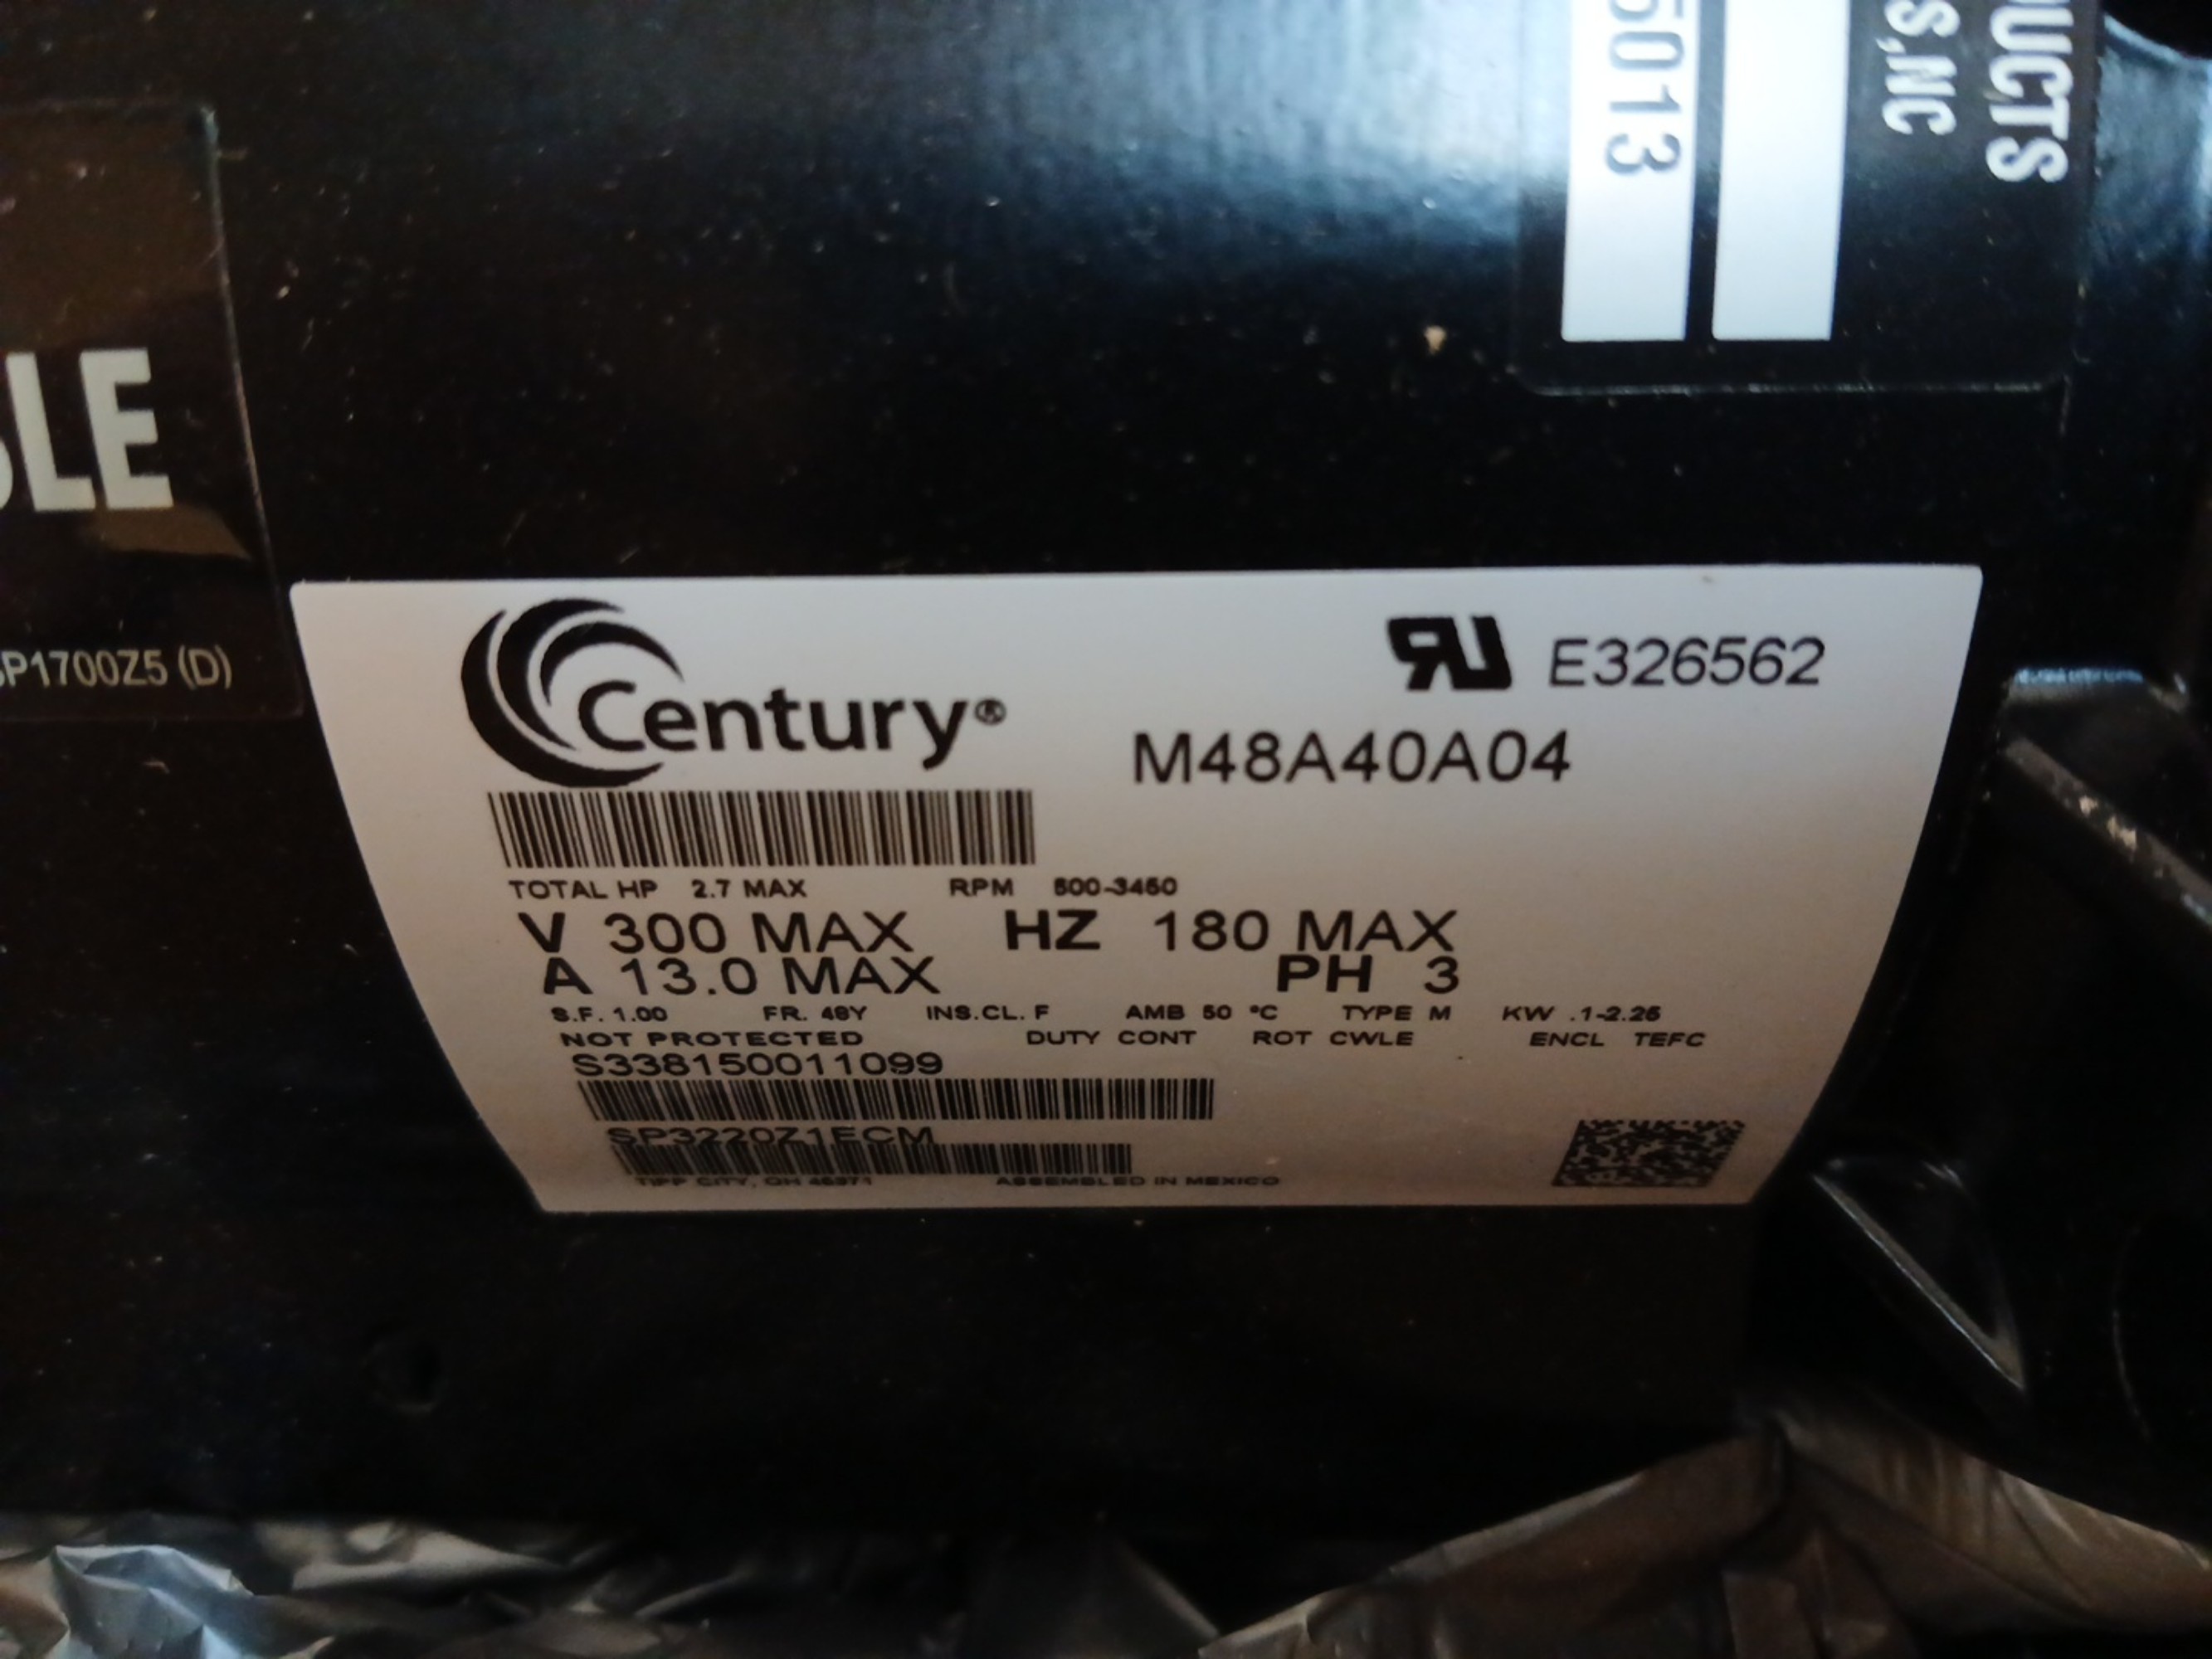 5013
S,NC
UCTS
LE
P1700Z5 (D)
Century®
E326562
M48A40A04
TOTAL HP 2.7 MAX RPM 500-3450
V 300 MAX HZ 180 MAX
A 13.0 MAX PH 3
S.F. 1.00 FR. 48Y INS.CL. F AMB 50 °C TYPE M KW .1-2.25
NOT PROTECTED DUTY CONT ROT CWLE ENCL TEFC
S338150011099
SP3220Z1ECM
TIPP CITY, OH 45371 ASSEMBLED IN MEXICO